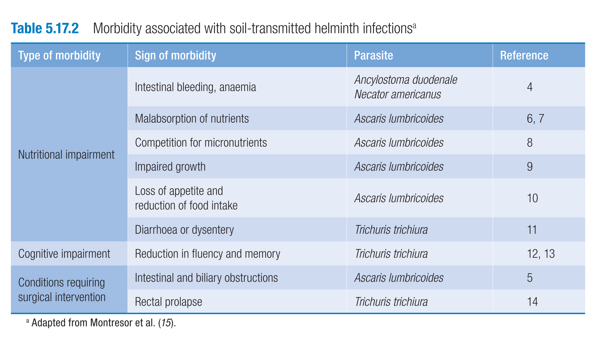 Table 5.17.2 Morbidity associated with soil-transmitted helminth infectionsᵃ
Type of morbidity Sign of morbidity Parasite Reference
Nutritional impairment
Intestinal bleeding, anaemia
Ancylostoma duodenale
Necator americanus
4
Malabsorption of nutrients Ascaris lumbricoides 6, 7
Competition for micronutrients Ascaris lumbricoides 8
Impaired growth Ascaris lumbricoides 9
Loss of appetite and
reduction of food intake
Ascaris lumbricoides 10
Diarrhoea or dysentery Trichuris trichiura 11
Cognitive impairment Reduction in fluency and memory Trichuris trichiura 12, 13
Conditions requiring
surgical intervention
Intestinal and biliary obstructions Ascaris lumbricoides 5
Rectal prolapse Trichuris trichiura 14
ᵃ Adapted from Montresor et al. (15).